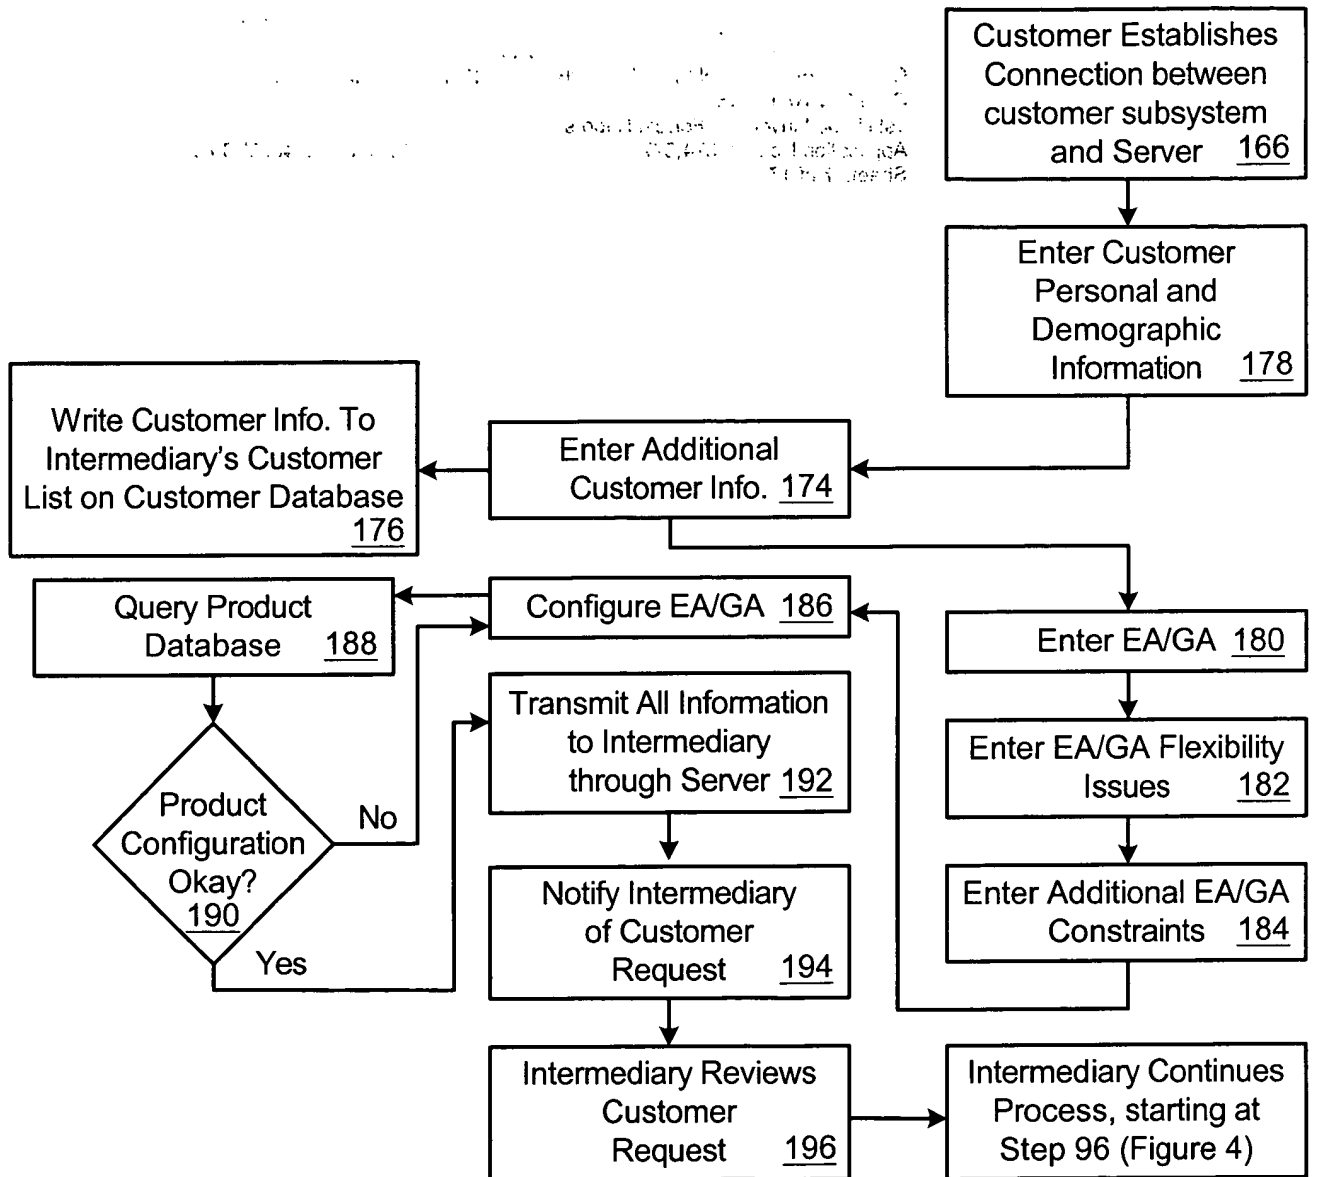 Customer Establishes
Connection between
customer subsystem
and Server 166
Enter Customer
Personal and
Demographic
Information 178
Write Customer Info. To
Intermediary's Customer
List on Customer Database
176
Enter Additional
Customer Info. 174
Query Product
Database 188
Configure EA/GA 186
Enter EA/GA 180
Transmit All Information
to Intermediary
through Server 192
Enter EA/GA Flexibility
Issues 182
Product
Configuration
Okay?
190
No
Yes
Notify Intermediary
of Customer
Request 194
Enter Additional EA/GA
Constraints 184
Intermediary Reviews
Customer
Request 196
Intermediary Continues
Process, starting at
Step 96 (Figure 4)